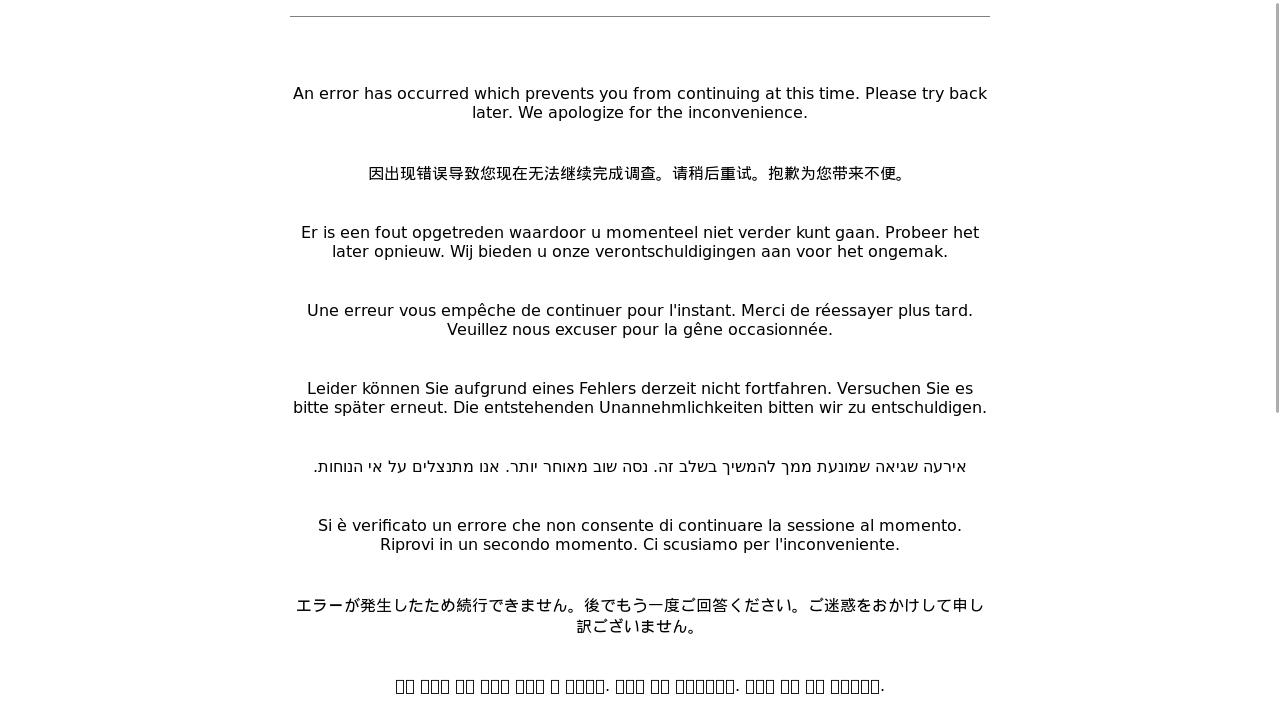 An error has occurred which prevents you from continuing at this time. Please try back
later. We apologize for the inconvenience.
因出现错误导致您现在无法继续完成调查。请稍后重试。抱歉为您带来不便。
Er is een fout opgetreden waardoor u momenteel niet verder kunt gaan. Probeer het
later opnieuw. Wij bieden u onze verontschuldigingen aan voor het ongemak.
Une erreur vous empêche de continuer pour l'instant. Merci de réessayer plus tard.
Veuillez nous excuser pour la gêne occasionnée.
Leider können Sie aufgrund eines Fehlers derzeit nicht fortfahren. Versuchen Sie es
bitte später erneut. Die entstehenden Unannehmlichkeiten bitten wir zu entschuldigen.
אירעה שגיאה שמונעת ממך להמשיך בשלב זה. נסה שוב מאוחר יותר. אנו מתנצלים על אי הנוחות.
Si è verificato un errore che non consente di continuare la sessione al momento.
Riprovi in un secondo momento. Ci scusiamo per l'inconveniente.
エラーが発生したため続行できません。後でもう一度ご回答ください。ご迷惑をおかけして申し
訳ございません。